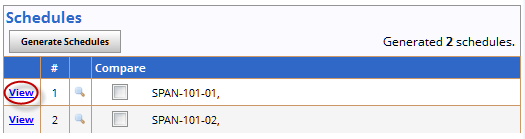 Schedules
Generate Schedules Generated 2 schedules.
# Compare
View 1 SPAN-101-01,
View 2 SPAN-101-02,